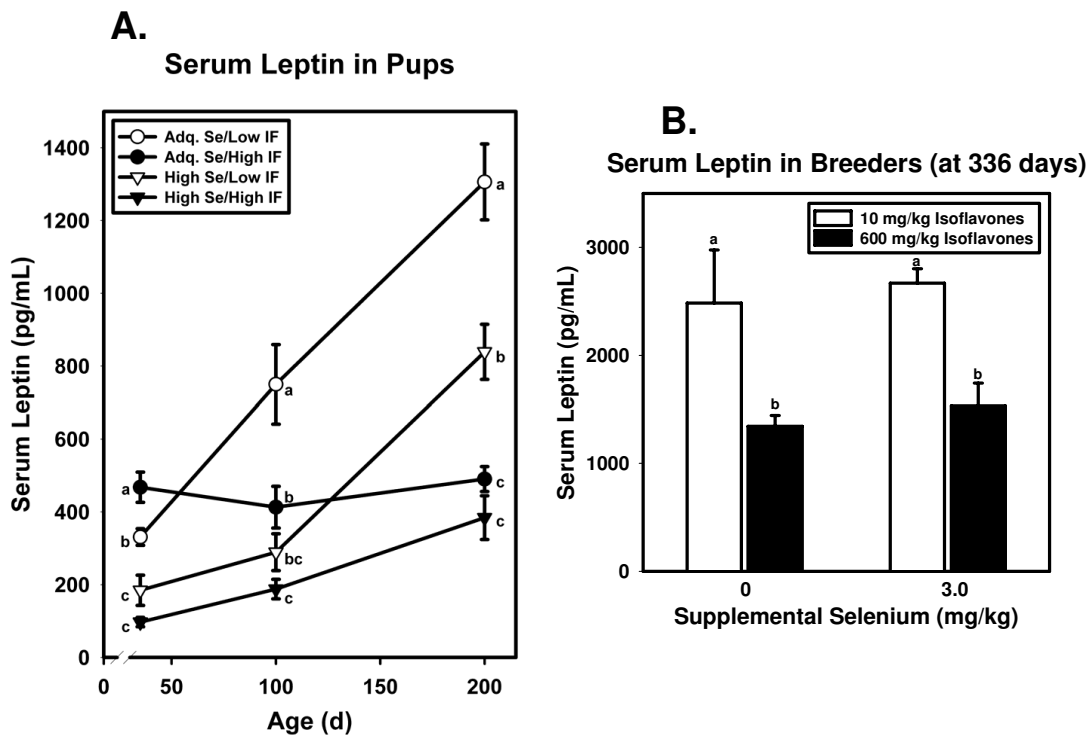 A.
Serum Leptin in Pups
Adq. Se/Low IF
Adq. Se/High IF
High Se/Low IF
High Se/High IF
Serum Leptin (pg/mL)
1400
1200
1000
800
600
400
200
0
a
a
b
a
b
c
b
c
bc
c
c
c
0
50
100
150
200
Age (d)
B.
Serum Leptin in Breeders (at 336 days)
10 mg/kg Isoflavones
600 mg/kg Isoflavones
Serum Leptin (pg/mL)
3000
2000
1000
0
a
b
a
b
0
3.0
Supplemental Selenium (mg/kg)